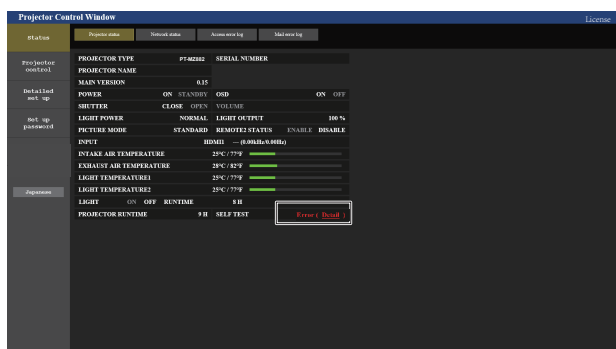 Projector Control Window
License
Status
Projector status
Network status
Access error log
Mail error log
Projector
control
Detailed
set up
Set up
password
Japanese
PROJECTOR TYPE PT-MZ882 SERIAL NUMBER
PROJECTOR NAME
MAIN VERSION 0.15
POWER ON STANDBY OSD ON OFF
SHUTTER CLOSE OPEN VOLUME
LIGHT POWER NORMAL LIGHT OUTPUT 100 %
PICTURE MODE STANDARD REMOTE2 STATUS ENABLE DISABLE
INPUT HDMI1 --- (0.00kHz/0.00Hz)
INTAKE AIR TEMPERATURE 25°C / 77°F
EXHAUST AIR TEMPERATURE 28°C / 82°F
LIGHT TEMPERATURE1 25°C / 77°F
LIGHT TEMPERATURE2 25°C / 77°F
LIGHT ON OFF RUNTIME 8 H
PROJECTOR RUNTIME 9 H SELF TEST Error ( Detail )